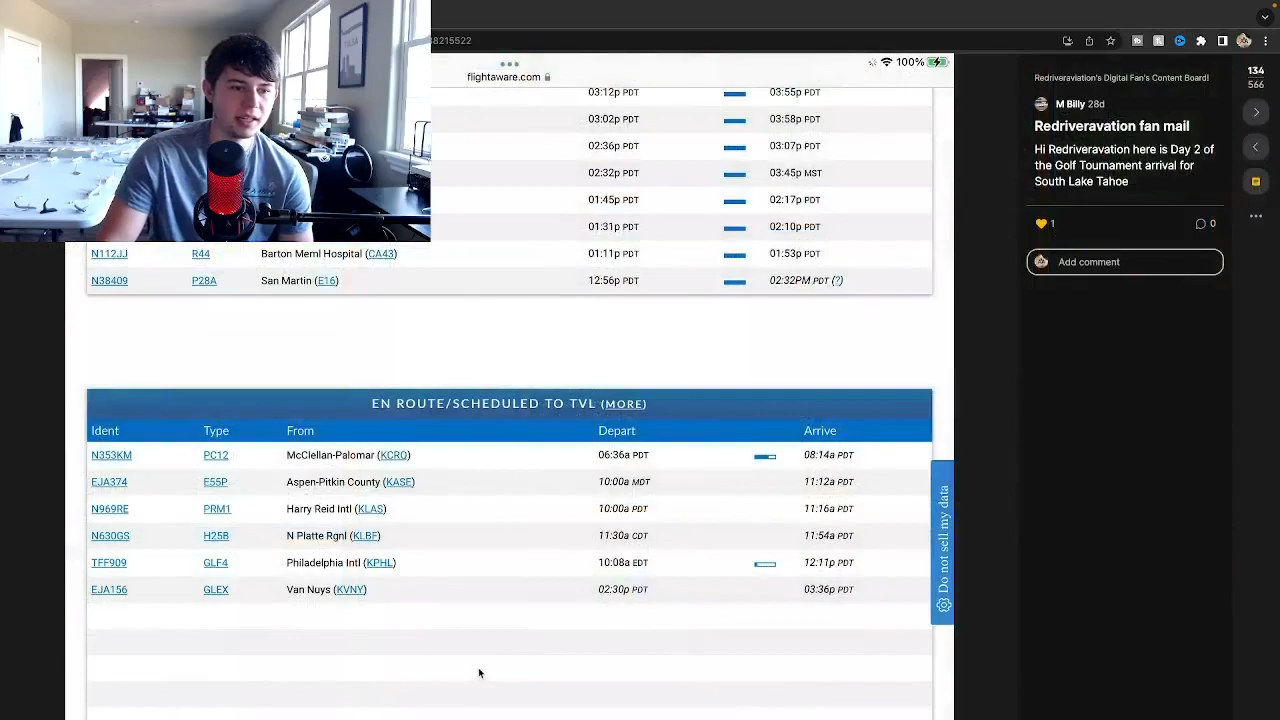 8215522
TULSA
flightaware.com
100%
03:12p PDT 03:55p PDT
03:02p PDT 03:58p PDT
02:36p PDT 03:07p PDT
02:32p PDT 03:45p MST
01:45p PDT 02:17p PDT
01:31p PDT 02:10p PDT
N112JJ R44 Barton Meml Hospital (CA43) 01:11p PDT 01:53p PDT
N38409 P28A San Martin (E16) 12:56p PDT 02:32PM PDT (?)
EN ROUTE/SCHEDULED TO TVL (MORE)
Ident Type From Depart Arrive
N353KM PC12 McClellan-Palomar (KCRQ) 06:36a PDT 08:14a PDT
EJA374 E55P Aspen-Pitkin County (KASE) 10:00a MDT 11:12a PDT
N969RE PRM1 Harry Reid Intl (KLAS) 10:00a PDT 11:16a PDT
N630GS H25B N Platte Rgnl (KLBF) 11:30a CDT 11:54a PDT
TFF909 GLF4 Philadelphia Intl (KPHL) 10:08a EDT 12:11p PDT
EJA156 GLEX Van Nuys (KVNY) 02:30p PDT 03:36p PDT
Do not sell my data
Redriveraviation's Digital Fan's Content Board!
M Billy 28d
Redriveravation fan mail
Hi Redriveravation here is Day 2 of
the Golf Tournament arrival for
South Lake Tahoe
1 0
Add comment
134
566